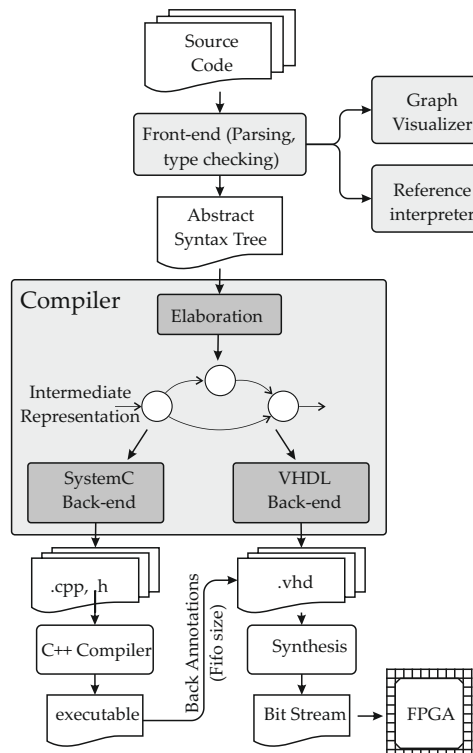 Source
Code
Front-end (Parsing,
type checking)
Graph
Visualizer
Reference
interpreter
Abstract
Syntax Tree
Compiler
Elaboration
Intermediate
Representation
SystemC
Back-end
VHDL
Back-end
.cpp, .h
Back Annotations
(Fifo size)
.vhd
C++ Compiler
Synthesis
executable
Bit Stream
FPGA